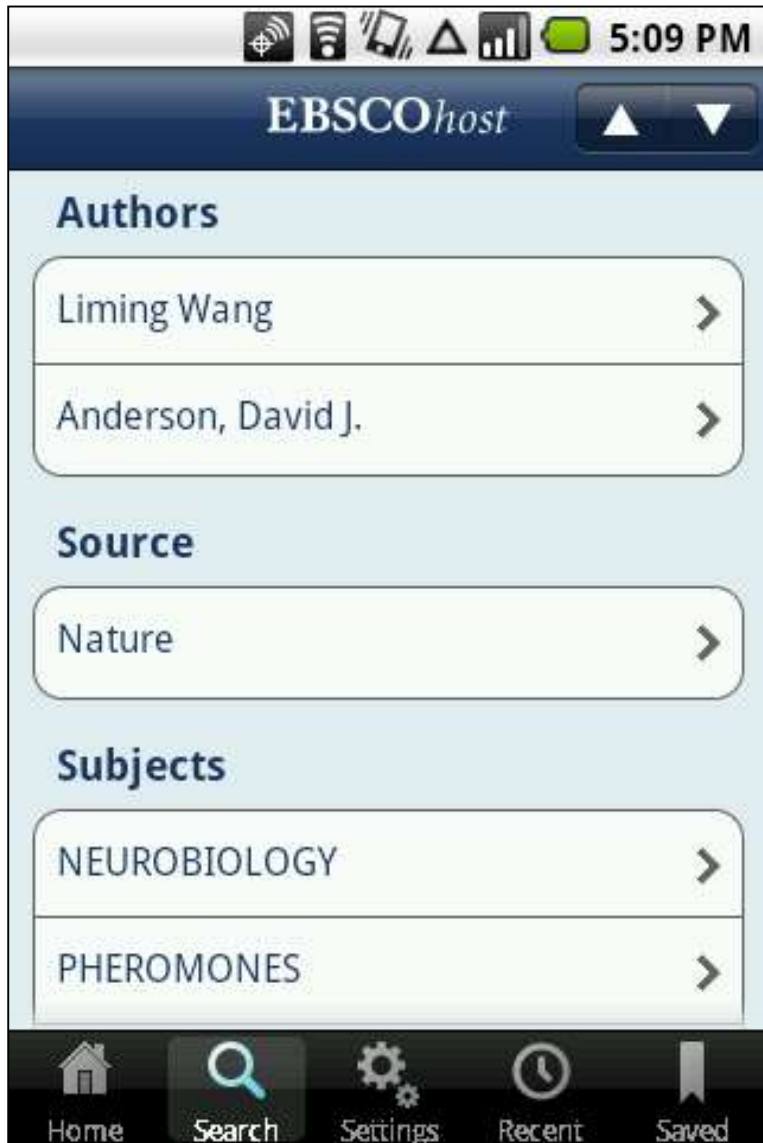 5:09 PM
EBSCOhost
Authors
Liming Wang
Anderson, David J.
Source
Nature
Subjects
NEUROBIOLOGY
PHEROMONES
Home Search Settings Recent Saved